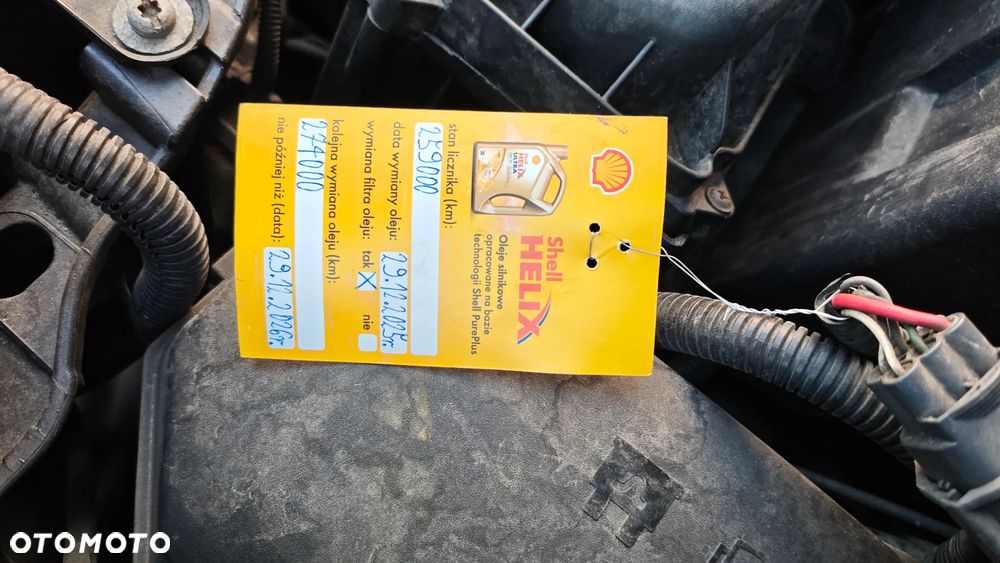 Shell
HELIX
Oleje silnikowe
opracowane na bazie
technologii Shell PurePlus
Shell
HELIX
ULTRA
stan licznika (km):
259000
data wymiany oleju: 29.12.2025r.
wymiana filtra oleju: tak X nie
kolejna wymiana oleju (km):
274000
nie później niż (data): 29.12.2026r.
OTOMOTO